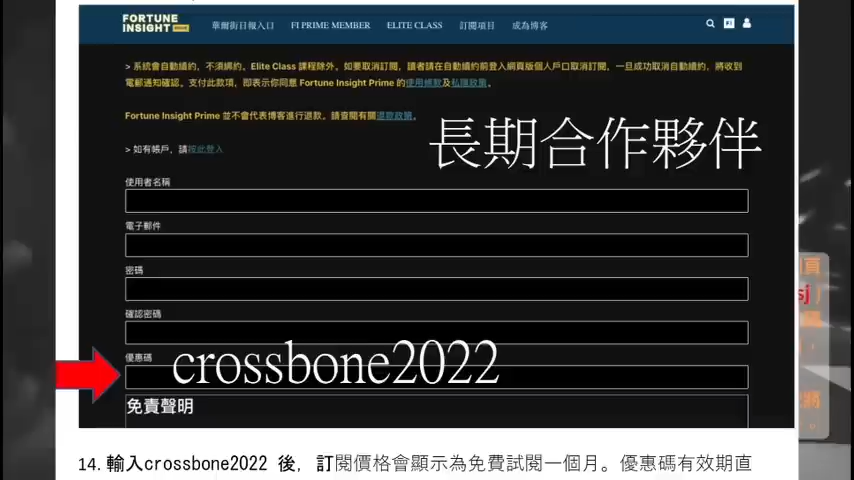 FORTUNE
INSIGHT
華爾街日報入口 FI PRIME MEMBER ELITE CLASS 訂閱項目 成為博客 FI
> 系統會自動續約，不須綁約。Elite Class 課程除外。如要取消訂閱，讀者請在自動續約前登入網頁版個人戶口取消訂閱，一旦成功取消自動續約，將收到
電郵通知確認。支付此款項，即表示你同意 Fortune Insight Prime 的使用條款及私隱政策。
Fortune Insight Prime 並不會代表博客進行退款。請查閱有關退款政策。
長期合作夥伴
> 如有帳戶，請按此登入
使用者名稱
電子郵件
密碼
確認密碼
優惠碼
crossbone2022
免責聲明
sj
14. 輸入crossbone2022 後，訂閱價格會顯示為免費試閱一個月。優惠碼有效期直